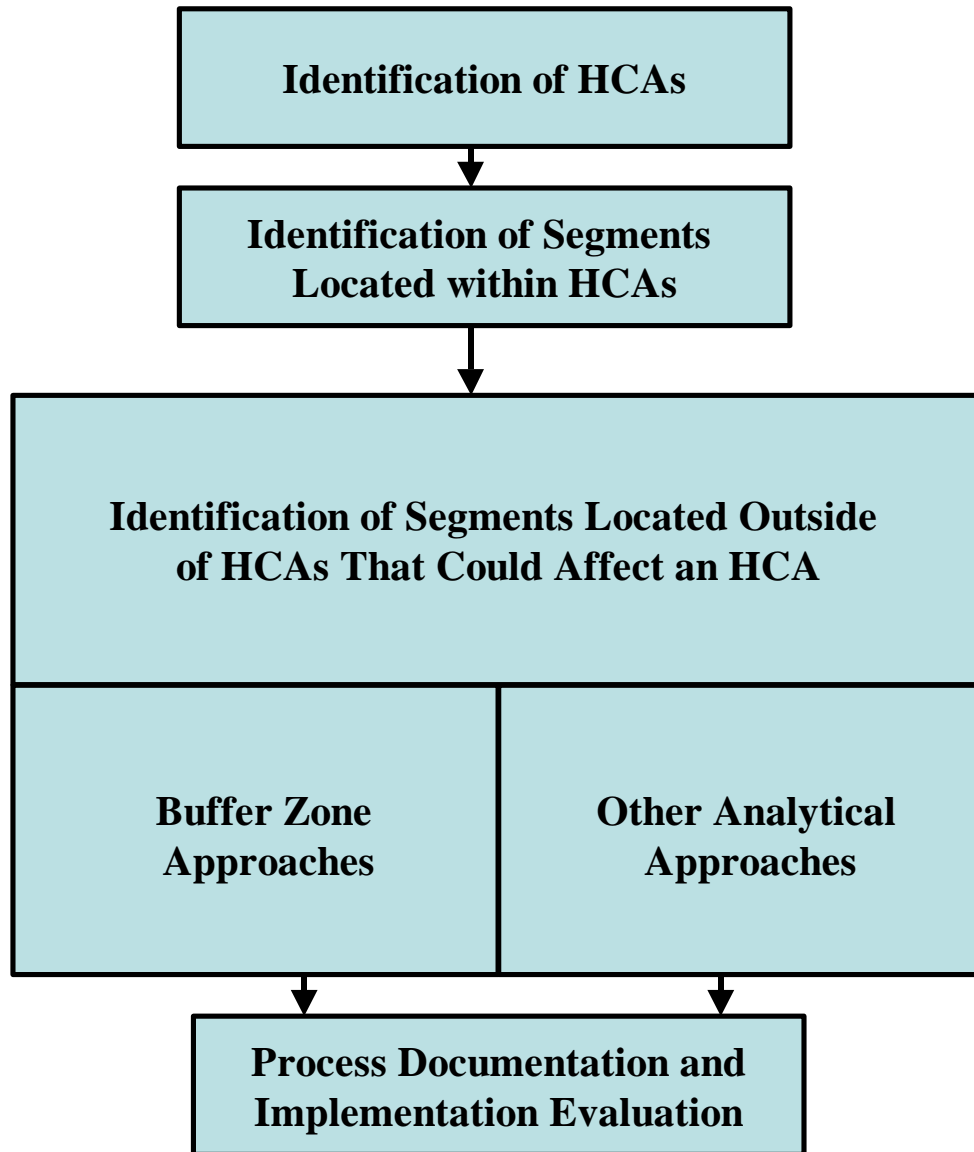 Identification of HCAs
Identification of Segments
Located within HCAs
Identification of Segments Located Outside
of HCAs That Could Affect an HCA
Buffer Zone
Approaches
Other Analytical
Approaches
Process Documentation and
Implementation Evaluation